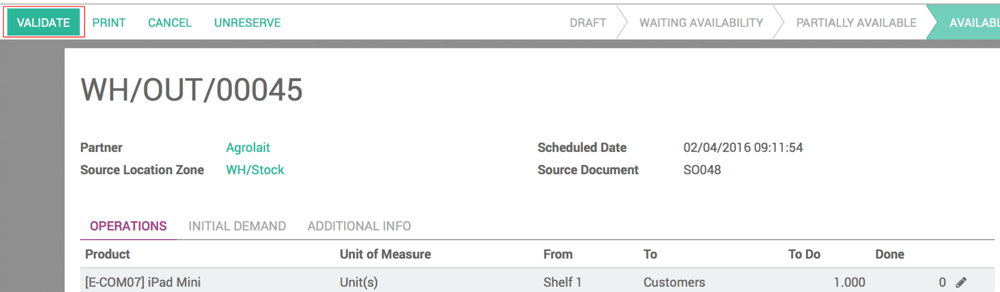 VALIDATE PRINT CANCEL UNRESERVE DRAFT WAITING AVAILABILITY PARTIALLY AVAILABLE
WH/OUT/00045
Partner Agrolait Scheduled Date 02/04/2016 09:11:54
Source Location Zone WH/Stock Source Document SO048
OPERATIONS INITIAL DEMAND ADDITIONAL INFO
Product Unit of Measure From To To Do Done
[E-COM07] iPad Mini Unit(s) Shelf 1 Customers 1.000 0